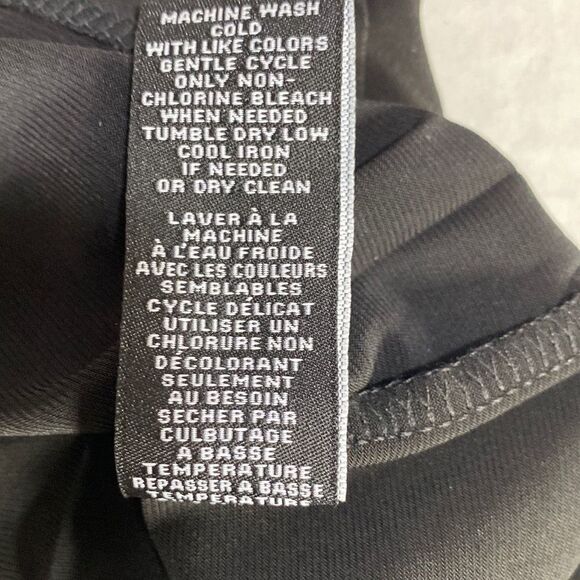 MACHINE WASH
COLD
WITH LIKE COLORS
GENTLE CYCLE
ONLY NON-
CHLORINE BLEACH
WHEN NEEDED
TUMBLE DRY LOW
COOL IRON
IF NEEDED
OR DRY CLEAN
LAVER À LA
MACHINE
À L'EAU FROIDE
AVEC LES COULEURS
SEMBLABLES
CYCLE DÉLICAT
UTILISER UN
CHLORURE NON
DÉCOLORANT
SEULEMENT
AU BESOIN
SECHER PAR
CULBUTAGE
A BASSE
TEMPERATURE
REPASSER A BASSE
TEMPERATURE